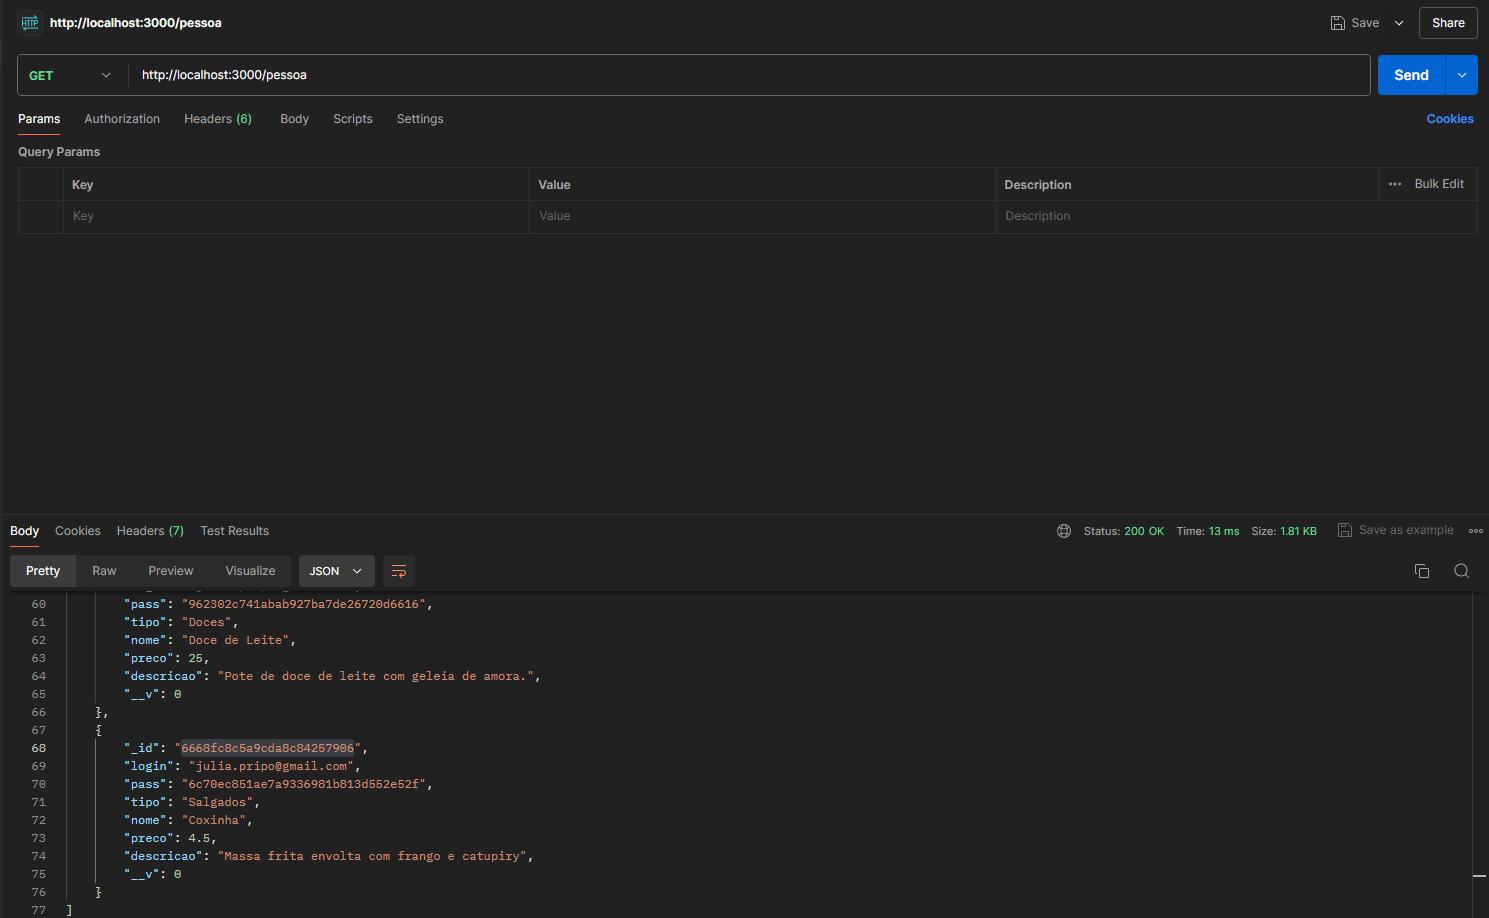 HTTP http://localhost:3000/pessoa Save Share
GET http://localhost:3000/pessoa Send
Params Authorization Headers (6) Body Scripts Settings Cookies
Query Params
Key Value Description ••• Bulk Edit
Key Value Description
Body Cookies Headers (7) Test Results Status: 200 OK Time: 13 ms Size: 1.81 KB Save as example
Pretty Raw Preview Visualize JSON
60 "pass": "962302c741abab927ba7de26720d6616",
61 "tipo": "Doces",
62 "nome": "Doce de Leite",
63 "preco": 25,
64 "descricao": "Pote de doce de leite com geleia de amora.",
65 "__v": 0
66 },
67 {
68 "_id": "6668fc8c5a9cda8c84257906",
69 "login": "julia.pripo@gmail.com",
70 "pass": "6c70ec851ae7a9336981b813d552e52f",
71 "tipo": "Salgados",
72 "nome": "Coxinha",
73 "preco": 4.5,
74 "descricao": "Massa frita envolta com frango e catupiry",
75 "__v": 0
76 }
77 ]